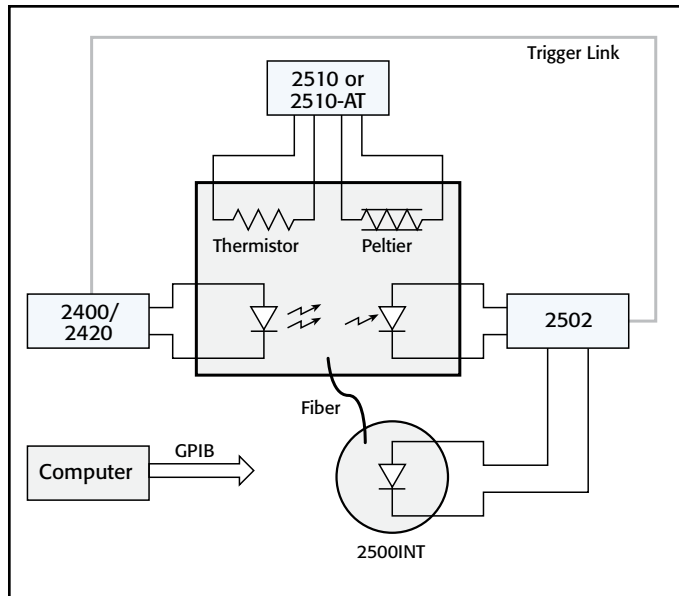 Trigger Link
2510 or
2510-AT
Thermistor
Peltier
2400/
2420
2502
Fiber
GPIB
Computer
2500INT